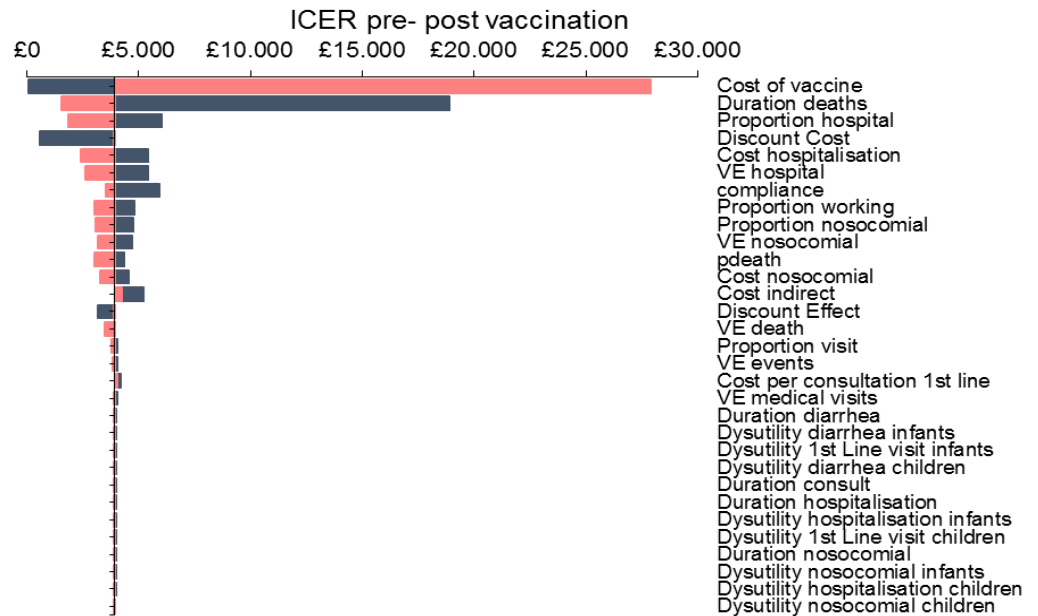 ICER pre- post vaccination
£0 £5.000 £10.000 £15.000 £20.000 £25.000 £30.000
Cost of vaccine
Duration deaths
Proportion hospital
Discount Cost
Cost hospitalisation
VE hospital
compliance
Proportion working
Proportion nosocomial
VE nosocomial
pdeath
Cost nosocomial
Cost indirect
Discount Effect
VE death
Proportion visit
VE events
Cost per consultation 1st line
VE medical visits
Duration diarrhea
Dysutility diarrhea infants
Dysutility 1st Line visit infants
Dysutility diarrhea children
Duration consult
Duration hospitalisation
Dysutility hospitalisation infants
Dysutility 1st Line visit children
Duration nosocomial
Dysutility nosocomial infants
Dysutility hospitalisation children
Dysutility nosocomial children